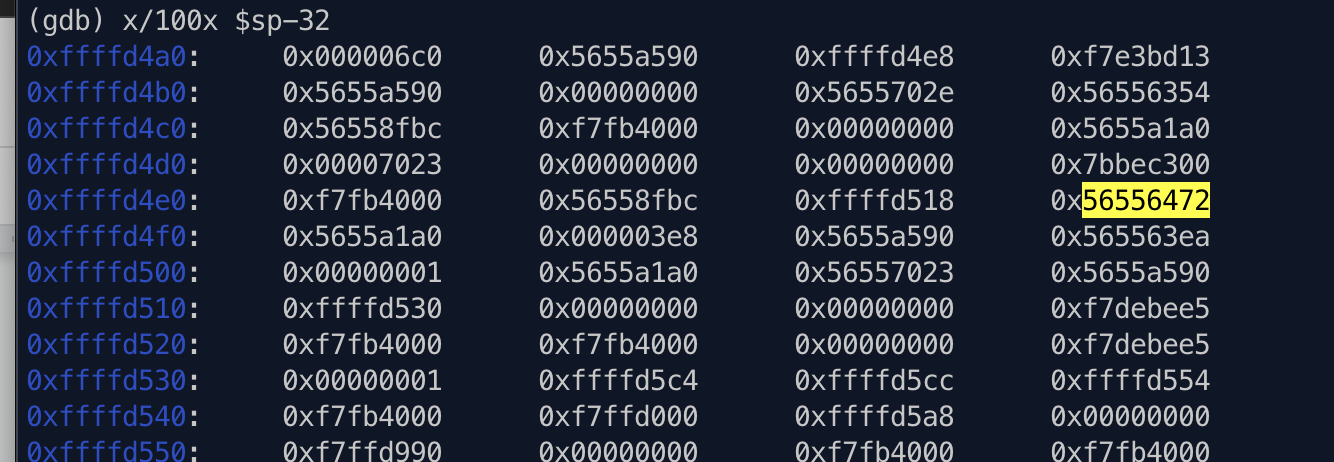 (gdb) x/100x $sp-32
0xffffd4a0: 0x000006c0 0x5655a590 0xffffd4e8 0xf7e3bd13
0xffffd4b0: 0x5655a590 0x00000000 0x5655702e 0x56556354
0xffffd4c0: 0x56558fbc 0xf7fb4000 0x00000000 0x5655a1a0
0xffffd4d0: 0x00007023 0x00000000 0x00000000 0x7bbec300
0xffffd4e0: 0xf7fb4000 0x56558fbc 0xffffd518 0x56556472
0xffffd4f0: 0x5655a1a0 0x000003e8 0x5655a590 0x565563ea
0xffffd500: 0x00000001 0x5655a1a0 0x56557023 0x5655a590
0xffffd510: 0xffffd530 0x00000000 0x00000000 0xf7debee5
0xffffd520: 0xf7fb4000 0xf7fb4000 0x00000000 0xf7debee5
0xffffd530: 0x00000001 0xffffd5c4 0xffffd5cc 0xffffd554
0xffffd540: 0xf7fb4000 0xf7ffd000 0xffffd5a8 0x00000000
0xffffd550: 0xf7ffd990 0x00000000 0xf7fb4000 0xf7fb4000